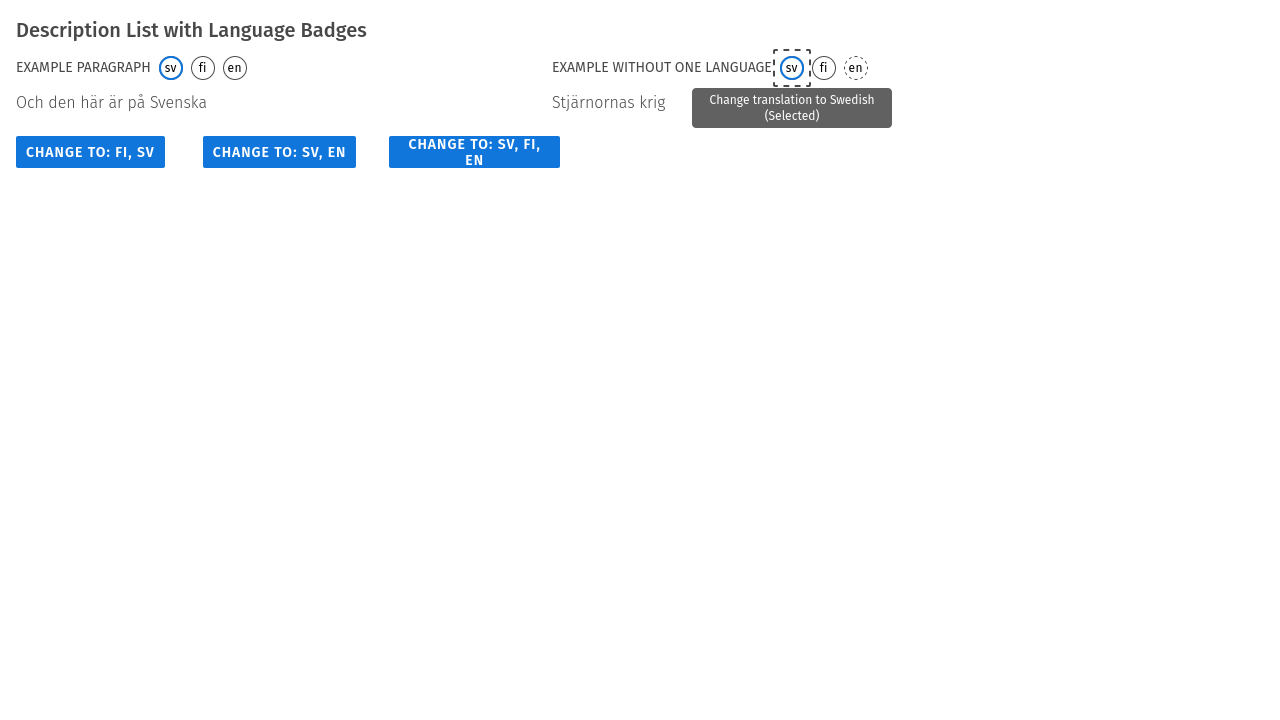 Description List with Language Badges
EXAMPLE PARAGRAPH sv fi en
Och den här är på Svenska
EXAMPLE WITHOUT ONE LANGUAGE sv fi en
Stjärnornas krig
Change translation to Swedish
(Selected)
CHANGE TO: FI, SV
CHANGE TO: SV, EN
CHANGE TO: SV, FI,
EN